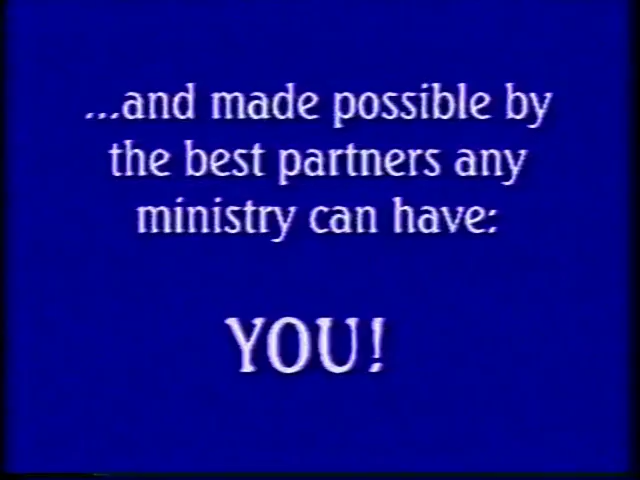 ...and made possible by
the best partners any
ministry can have:
YOU!